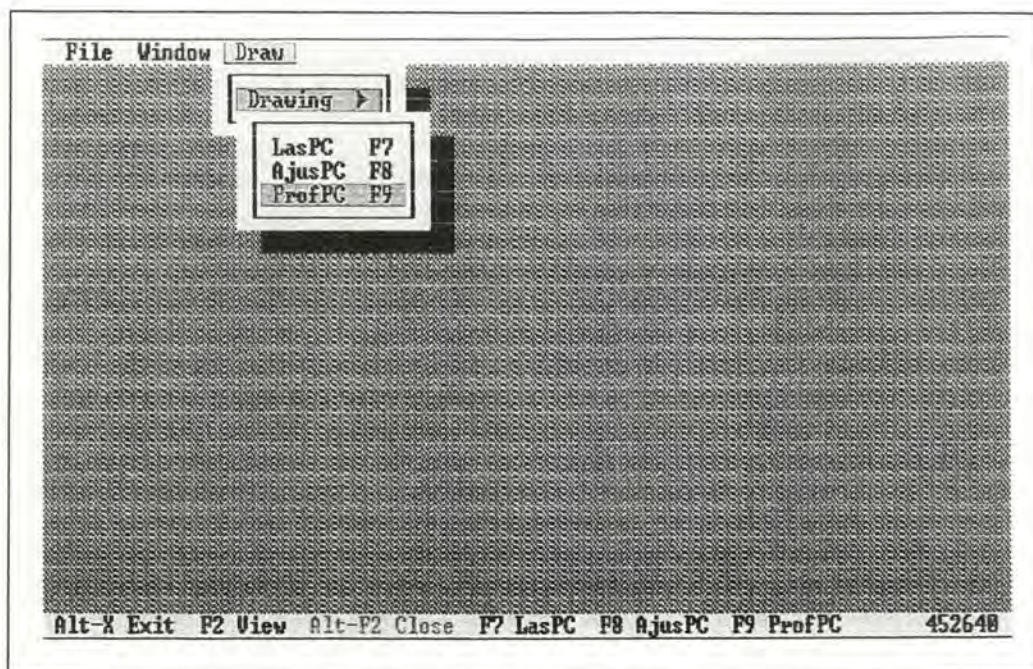 File Window Draw
Drawing
LasPC F7
AjusPC F8
ProfPC F9
Alt-X Exit F2 View Alt-F2 Close F7 LasPC F8 AjusPC F9 ProfPC 452640